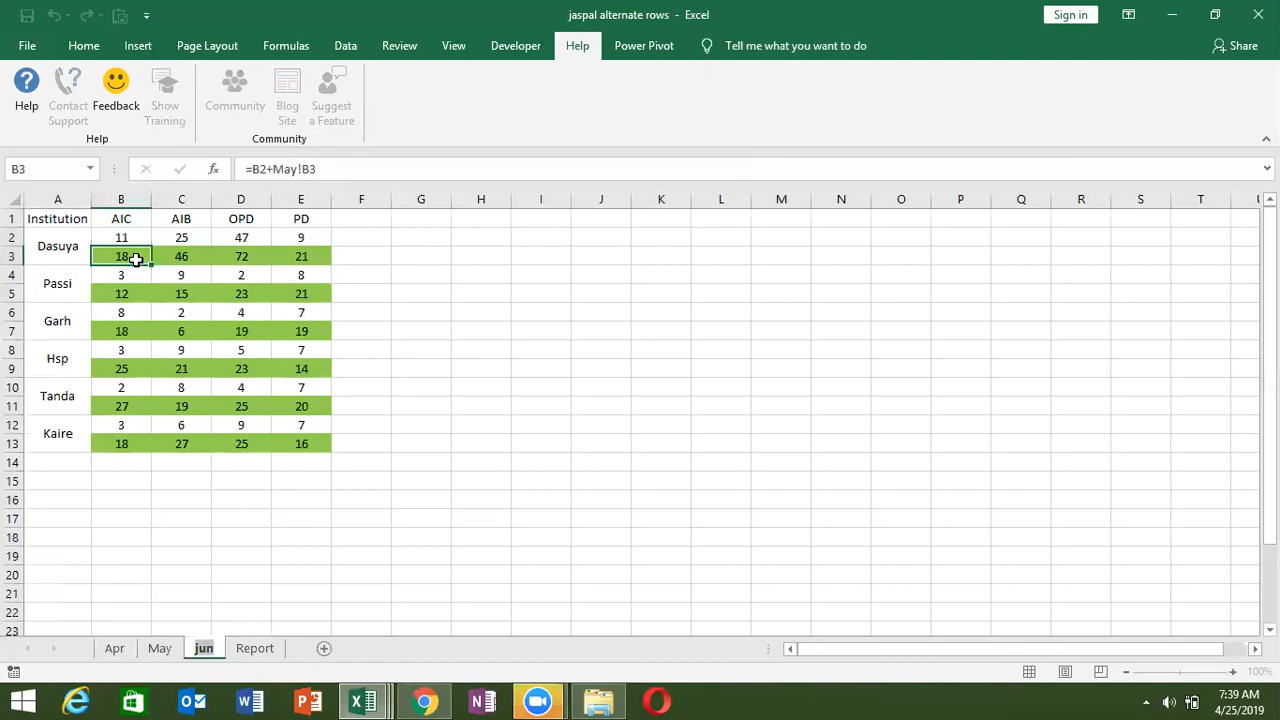 jaspal alternate rows - Excel
Sign in
File Home Insert Page Layout Formulas Data Review View Developer Help Power Pivot Tell me what you want to do Share
Help Contact Support Feedback Show Training Community Blog Site Suggest a Feature
Help Community
B3 fx =B2+May!B3
A B C D E F G H I J K L M N O P Q R S T U
1 Institution AIC AIB OPD PD
2 Dasuya 11 25 47 9
3 18 46 72 21
4 Passi 3 9 2 8
5 12 15 23 21
6 Garh 8 2 4 7
7 18 6 19 19
8 Hsp 3 9 5 7
9 25 21 23 14
10 Tanda 2 8 4 7
11 27 19 25 20
12 Kaire 3 6 9 7
13 18 27 25 16
14
15
16
17
18
19
20
21
22
23
Apr May jun Report
100%
7:39 AM
4/25/2019